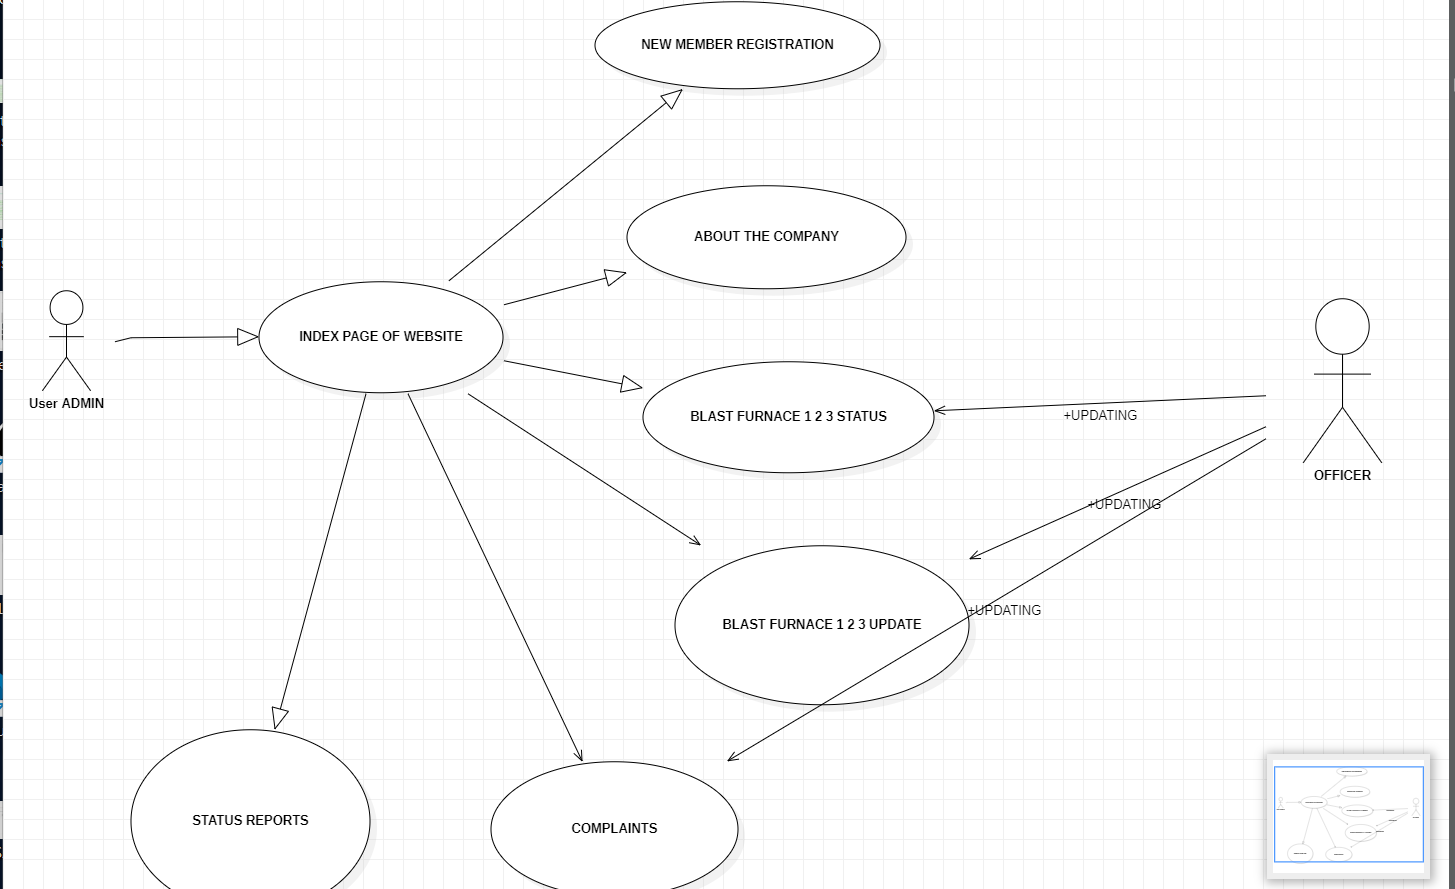 NEW MEMBER REGISTRATION
ABOUT THE COMPANY
INDEX PAGE OF WEBSITE
User ADMIN
BLAST FURNACE 1 2 3 STATUS
+UPDATING
OFFICER
+UPDATING
+UPDATING
BLAST FURNACE 1 2 3 UPDATE
STATUS REPORTS
COMPLAINTS